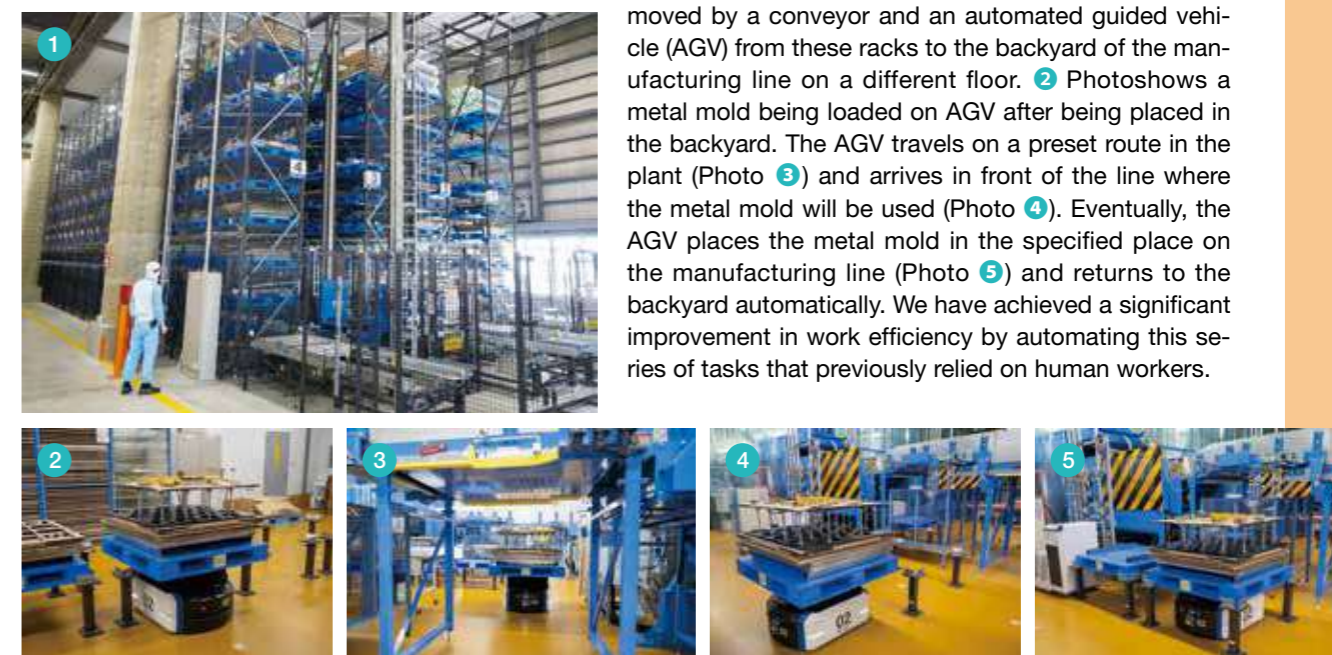 1
moved by a conveyor and an automated guided vehi-
cle (AGV) from these racks to the backyard of the man-
ufacturing line on a different floor. 2 Photoshows a
metal mold being loaded on AGV after being placed in
the backyard. The AGV travels on a preset route in the
plant (Photo 3) and arrives in front of the line where
the metal mold will be used (Photo 4). Eventually, the
AGV places the metal mold in the specified place on
the manufacturing line (Photo 5) and returns to the
backyard automatically. We have achieved a significant
improvement in work efficiency by automating this se-
ries of tasks that previously relied on human workers.
2
02
3
4
02
5